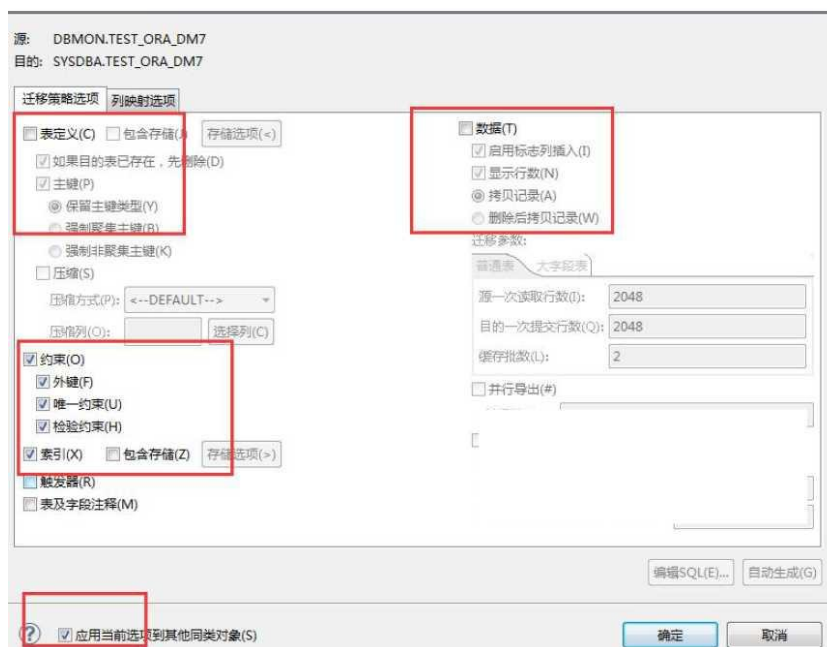 源: DBMON.TEST_ORA_DM7
目的: SYSDBA.TEST_ORA_DM7
迁移策略选项 列映射选项
表定义(C) 包含存储(J) 存储选项(<)
如果目的表已存在，先删除(D)
主键(P)
保留主键类型(Y)
强制聚集主键(B)
强制非聚集主键(K)
压缩(S)
压缩方式(P): <--DEFAULT-->
压缩列(O): 选择列(C)
约束(O)
外键(F)
唯一约束(U)
检验约束(H)
索引(X) 包含存储(Z) 存储选项(>)
触发器(R)
表及字段注释(M)
数据(T)
启用标志列插入(I)
显示行数(N)
拷贝记录(A)
删除后拷贝记录(W)
迁移参数:
普通表 大字段表
源一次读取行数(I): 2048
目的一次提交行数(Q): 2048
缓存批数(L): 2
并行导出(#)
编辑SQL(E)... 自动生成(G)
? 应用当前选项到其他同类对象(S) 确定 取消